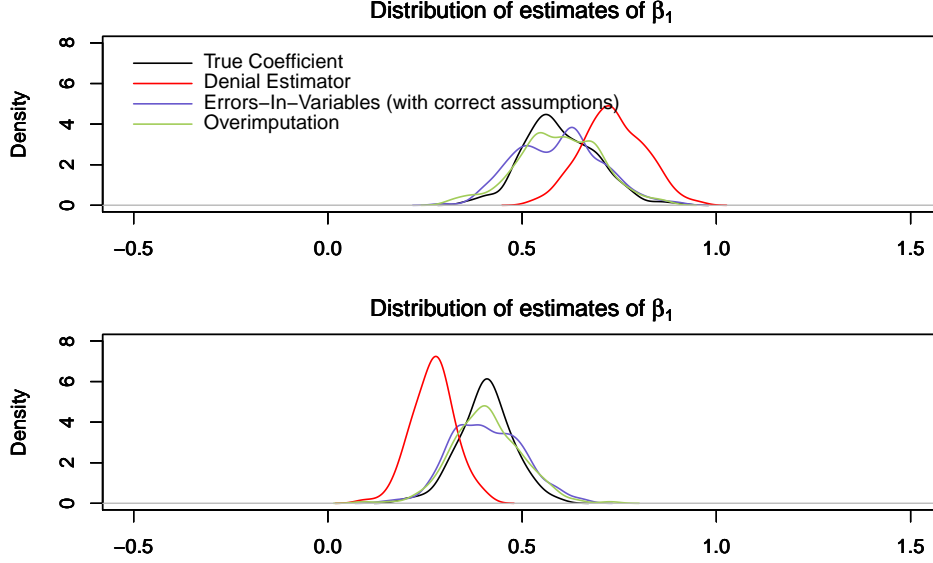 Distribution of estimates of β1
8
6
4
2
0
Density
True Coefficient
Denial Estimator
Errors−In−Variables (with correct assumptions)
Overimputation
−0.5 0.0 0.5 1.0 1.5
Distribution of estimates of β1
8
6
4
2
0
Density
−0.5 0.0 0.5 1.0 1.5